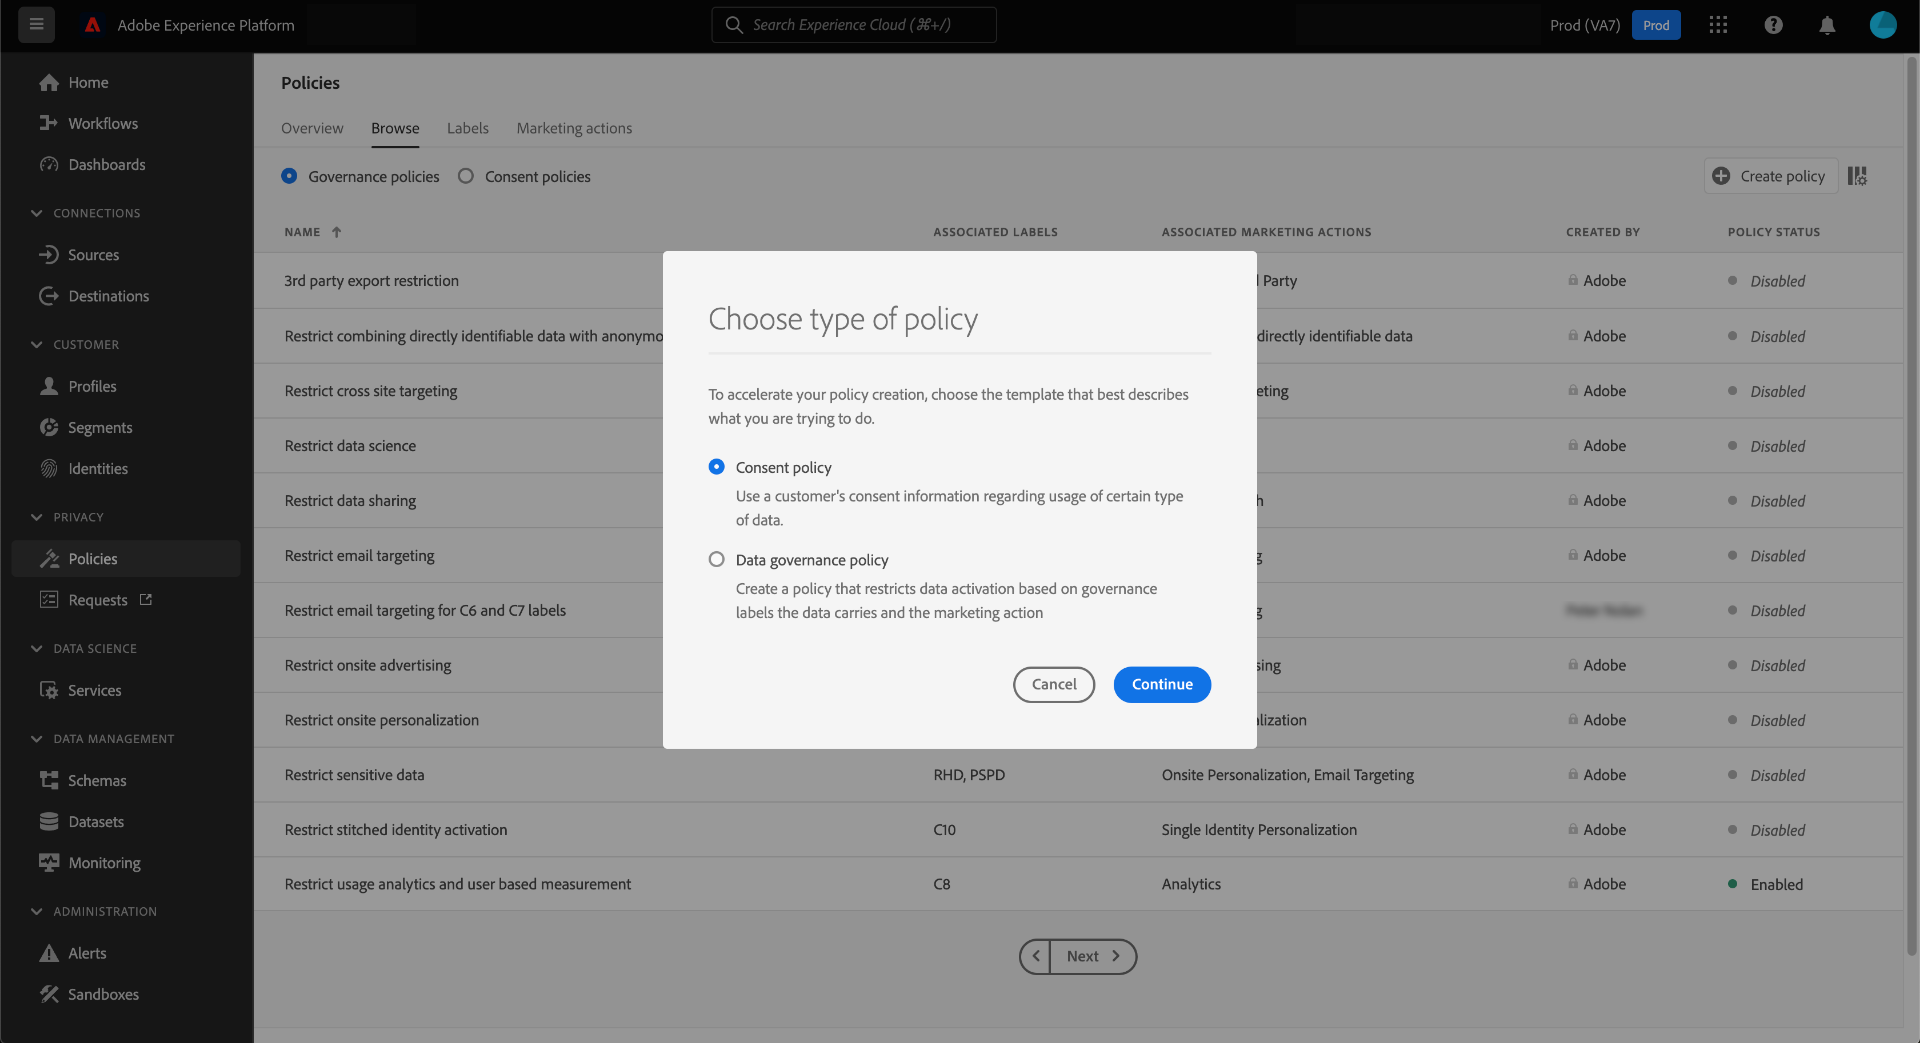 Adobe Experience Platform
Search Experience Cloud (⌘+/)
Prod (VA7)
Prod
Home
Workflows
Dashboards
CONNECTIONS
Sources
Destinations
CUSTOMER
Profiles
Segments
Identities
PRIVACY
Policies
Requests
DATA SCIENCE
Services
DATA MANAGEMENT
Schemas
Datasets
Monitoring
ADMINISTRATION
Alerts
Sandboxes
Policies
Overview Browse Labels Marketing actions
Governance policies Consent policies
Create policy
NAME ASSOCIATED LABELS ASSOCIATED MARKETING ACTIONS CREATED BY POLICY STATUS
3rd party export restriction Party Adobe Disabled
Restrict combining directly identifiable data with anonymo directly identifiable data Adobe Disabled
Restrict cross site targeting eting Adobe Disabled
Restrict data science Adobe Disabled
Restrict data sharing h Adobe Disabled
Restrict email targeting g Adobe Disabled
Restrict email targeting for C6 and C7 labels g Disabled
Restrict onsite advertising sing Adobe Disabled
Restrict onsite personalization lization Adobe Disabled
Restrict sensitive data RHD, PSPD Onsite Personalization, Email Targeting Adobe Disabled
Restrict stitched identity activation C10 Single Identity Personalization Adobe Disabled
Restrict usage analytics and user based measurement C8 Analytics Adobe Enabled
Next
Choose type of policy
To accelerate your policy creation, choose the template that best describes
what you are trying to do.
Consent policy
Use a customer's consent information regarding usage of certain type
of data.
Data governance policy
Create a policy that restricts data activation based on governance
labels the data carries and the marketing action
Cancel
Continue